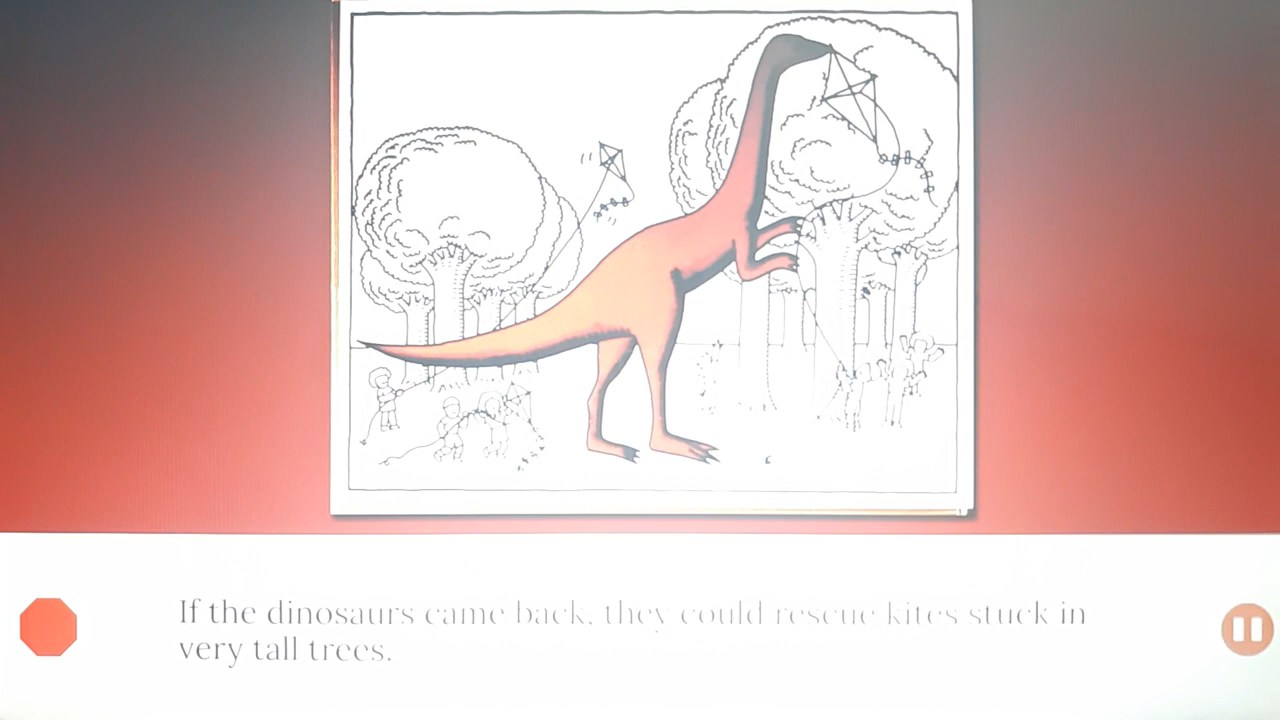 If the dinosaurs came back, they could rescue kites stuck in
very tall trees.